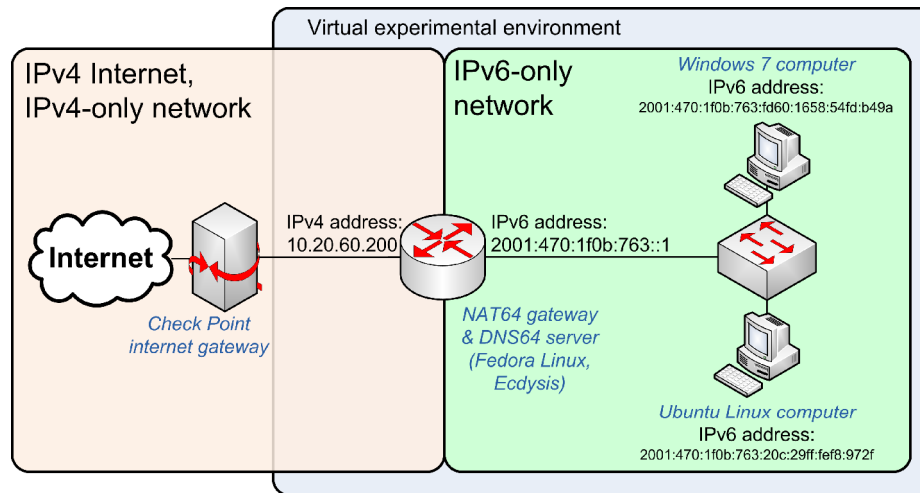 Virtual experimental environment
IPv4 Internet,
IPv4-only network
IPv6-only
network
Windows 7 computer
IPv6 address:
2001:470:1f0b:763:fd60:1658:54fd:b49a
IPv4 address:
10.20.60.200
IPv6 address:
2001:470:1f0b:763::1
Internet
Check Point
internet gateway
NAT64 gateway
& DNS64 server
(Fedora Linux,
Ecdysis)
Ubuntu Linux computer
IPv6 address:
2001:470:1f0b:763:20c:29ff:fef8:972f